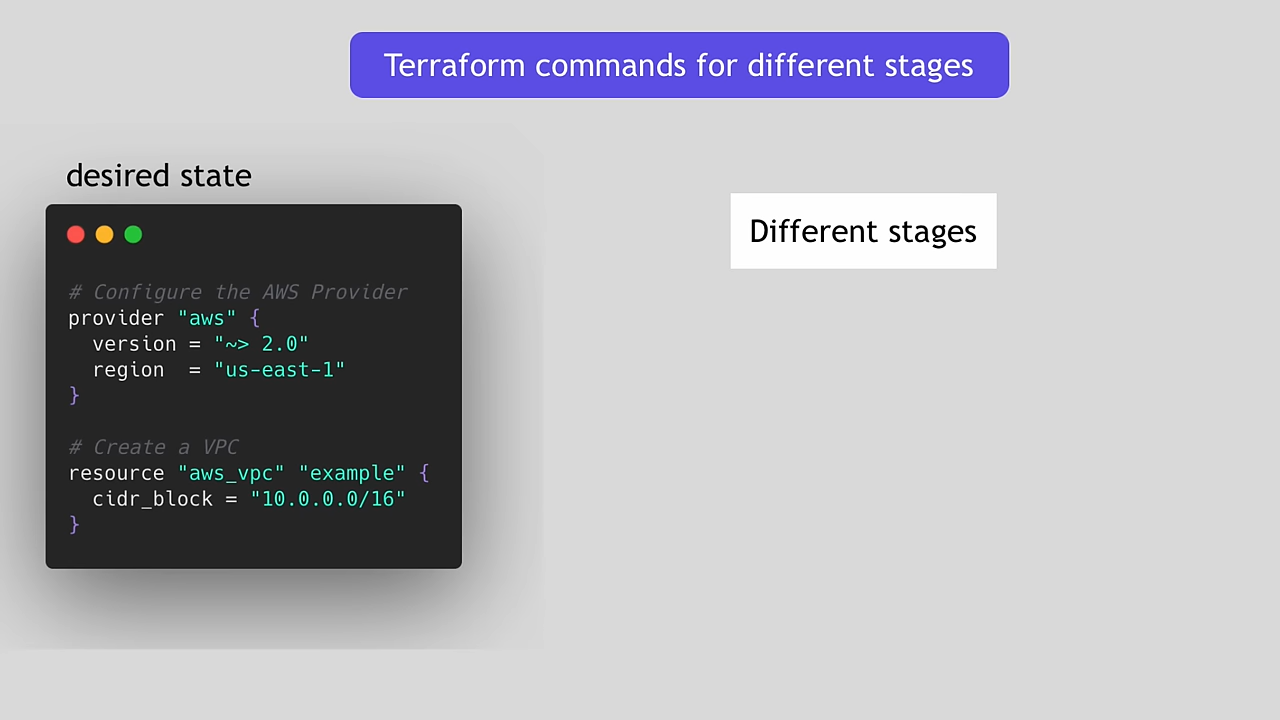 Terraform commands for different stages
desired state
# Configure the AWS Provider
provider "aws" {
  version = "~> 2.0"
  region  = "us-east-1"
}
# Create a VPC
resource "aws_vpc" "example" {
  cidr_block = "10.0.0.0/16"
}
Different stages